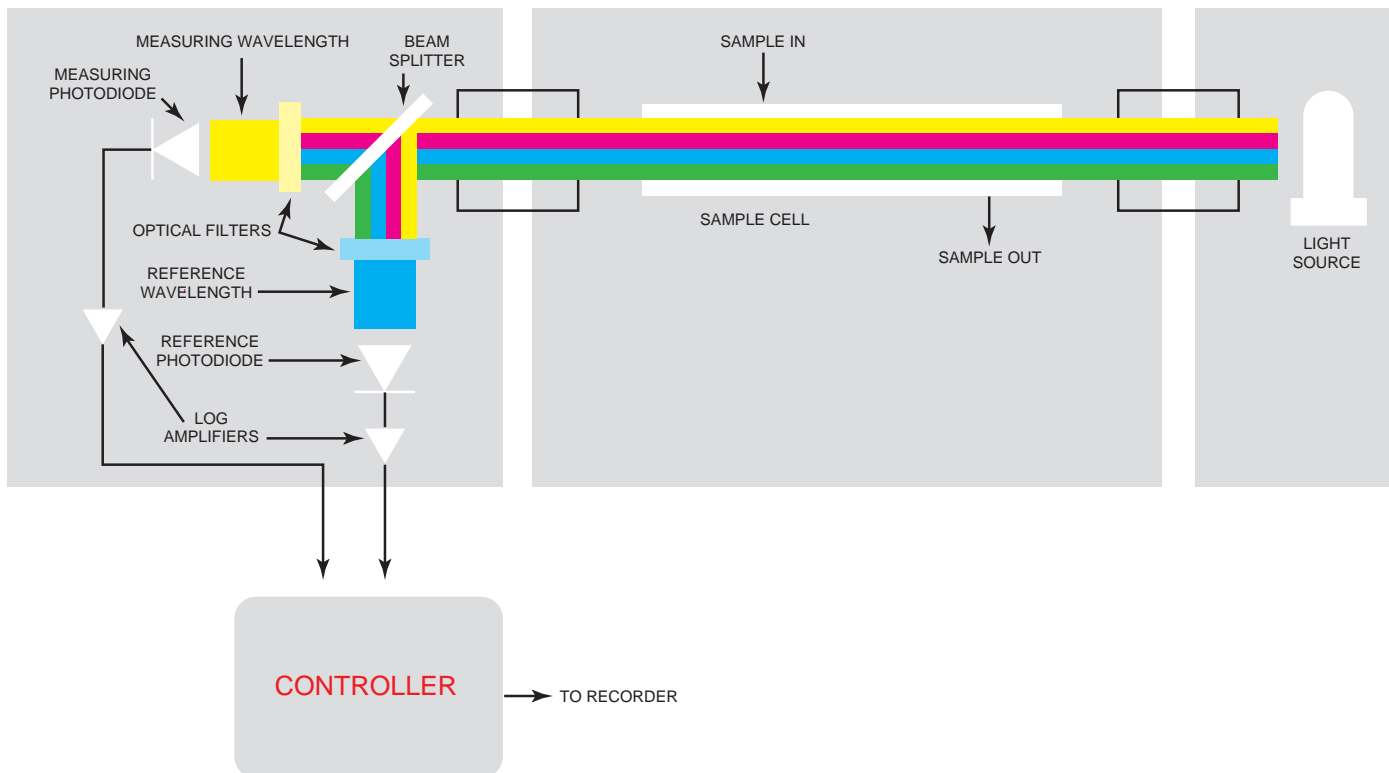 MEASURING WAVELENGTH
BEAM
SPLITTER
SAMPLE IN
MEASURING
PHOTODIODE
OPTICAL FILTERS
SAMPLE CELL
SAMPLE OUT
LIGHT
SOURCE
REFERENCE
WAVELENGTH
REFERENCE
PHOTODIODE
LOG
AMPLIFIERS
CONTROLLER
TO RECORDER